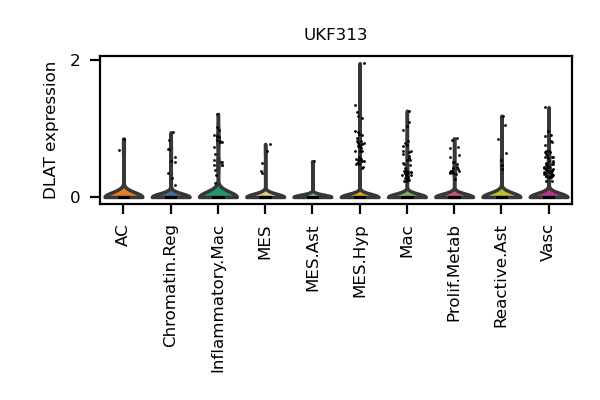 UKF313
DLAT expression
2
0
AC
Chromatin.Reg
Inflammatory.Mac
MES
MES.Ast
MES.Hyp
Mac
Prolif.Metab
Reactive.Ast
Vasc